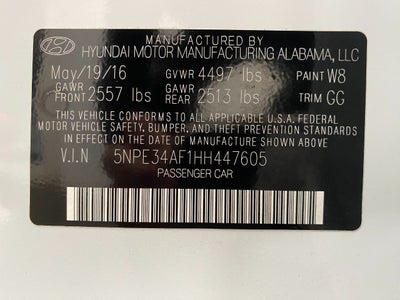 MANUFACTURED BY
HYUNDAI MOTOR MANUFACTURING ALABAMA, LLC
May/19/16 GVWR 4497 lbs PAINT W8
GAWR FRONT 2557 lbs GAWR REAR 2513 lbs TRIM GG
THIS VEHICLE CONFORMS TO ALL APPLICABLE U.S.A. FEDERAL
MOTOR VEHICLE SAFETY, BUMPER, AND THEFT PREVENTION STANDARDS
IN EFFECT ON THE DATE OF MANUFACTURE SHOWN ABOVE
V.I.N 5NPE34AF1HH447605
PASSENGER CAR